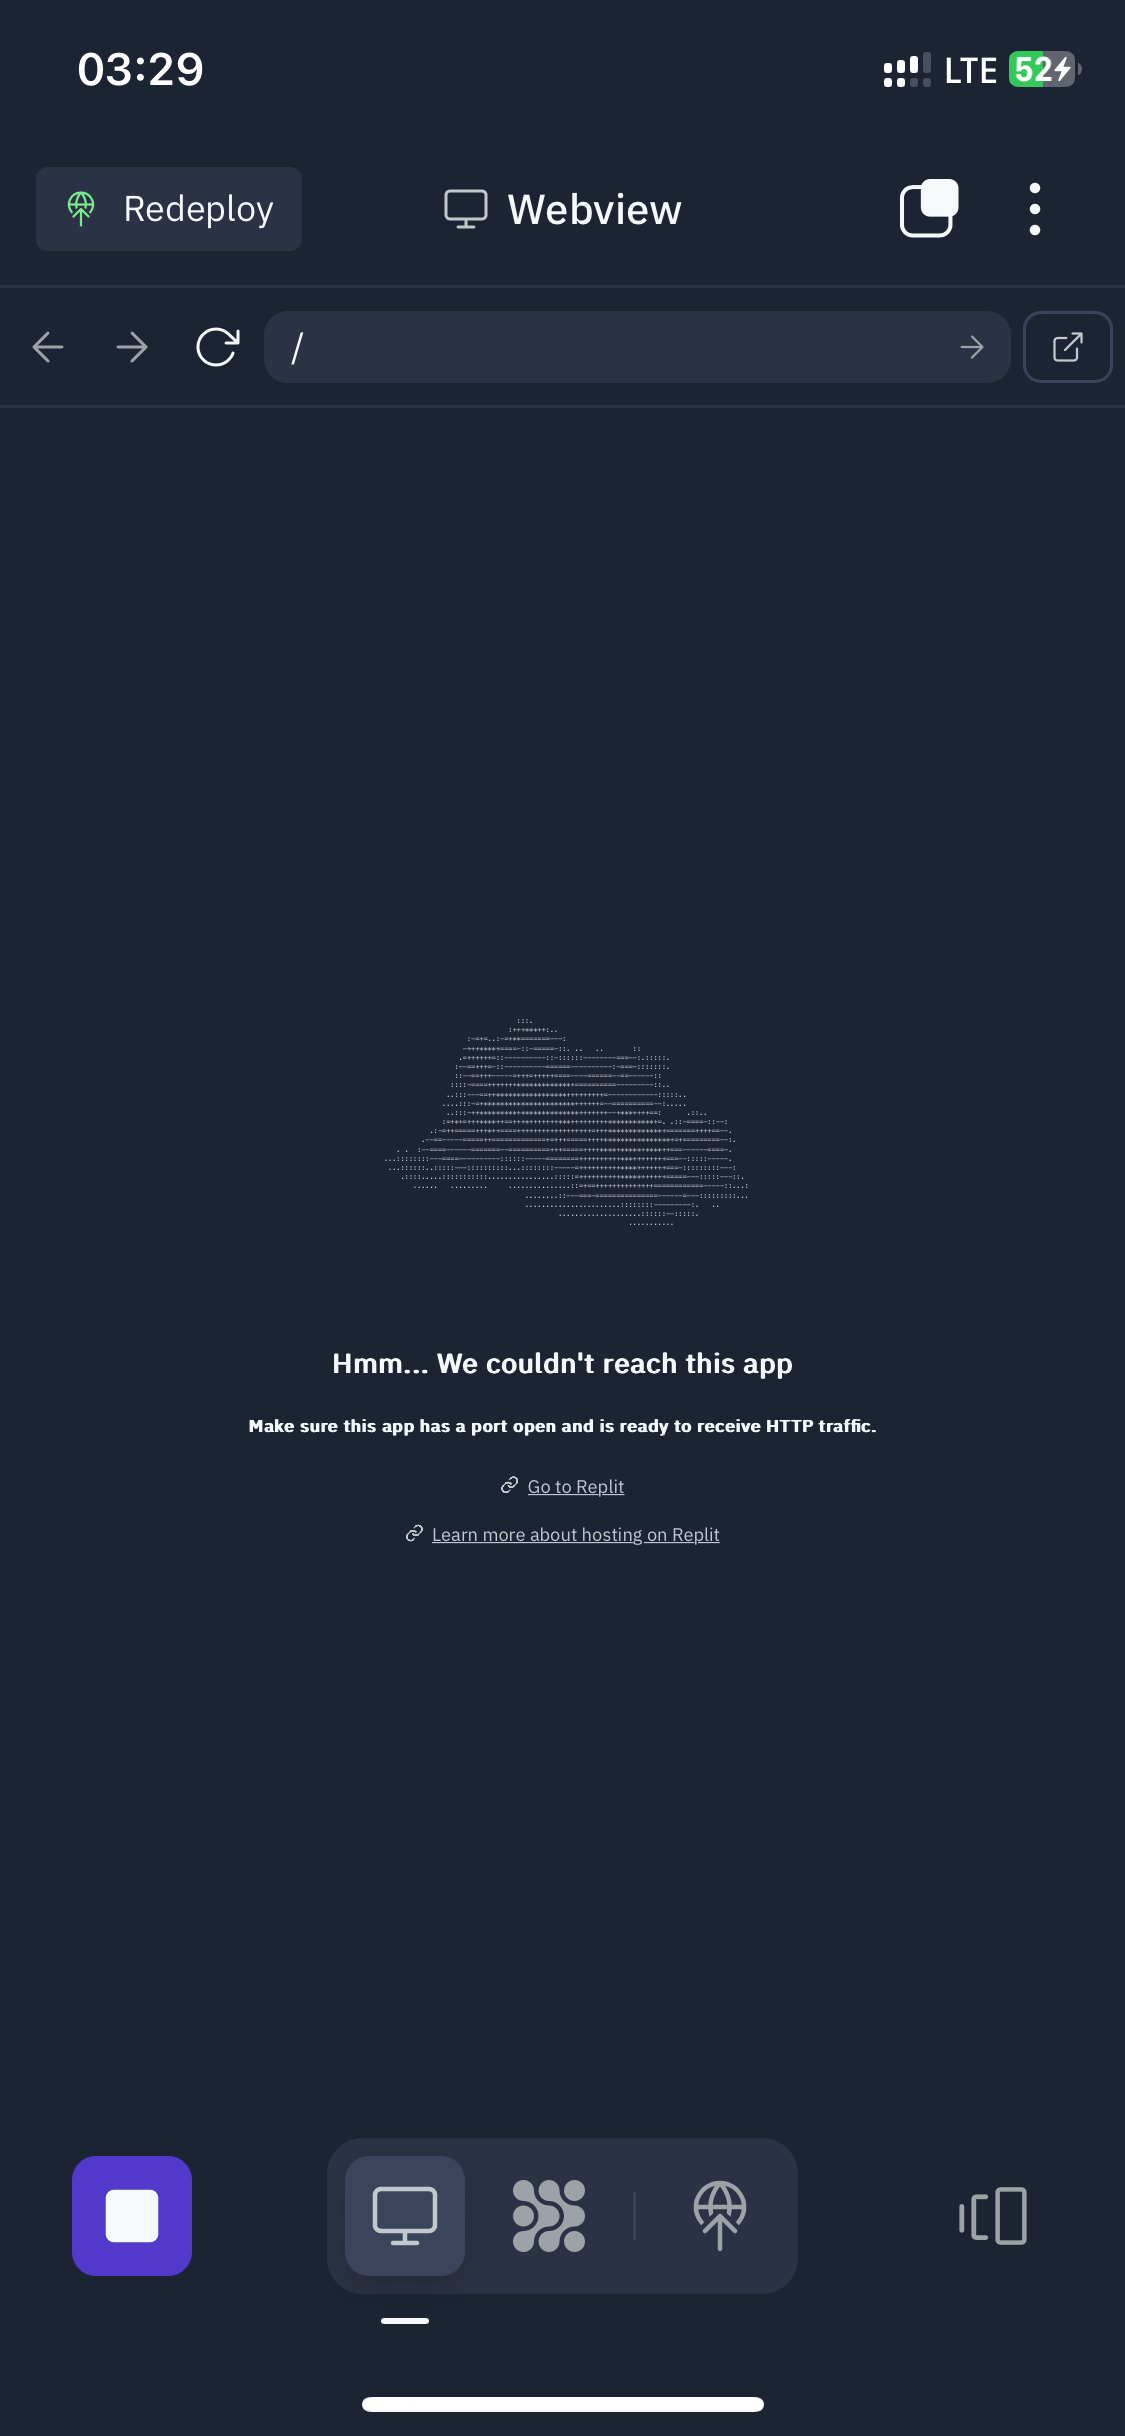 03:29
LTE 52
Redeploy
Webview
/
Hmm... We couldn't reach this app
Make sure this app has a port open and is ready to receive HTTP traffic.
Go to Replit
Learn more about hosting on Replit